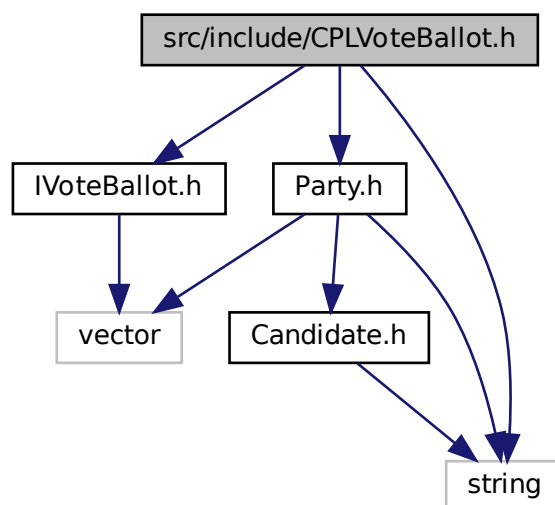 src/include/CPLVoteBallot.h
IVoteBallot.h
Party.h
vector
Candidate.h
string